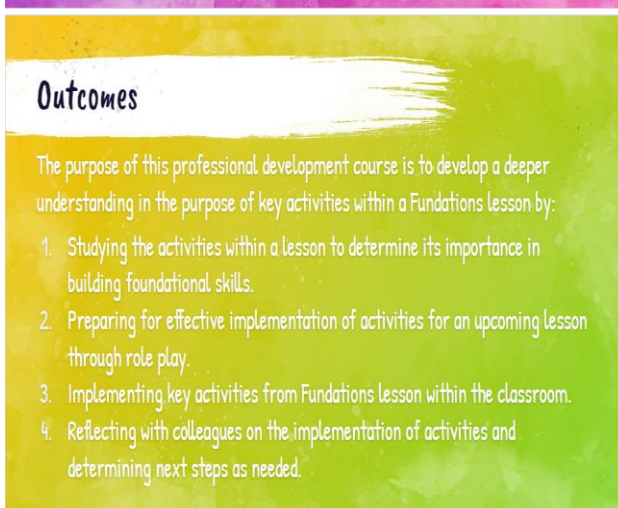 Outcomes
The purpose of this professional development course is to develop a deeper
understanding in the purpose of key activities within a Fundations lesson by:
1. Studying the activities within a lesson to determine its importance in
building foundational skills.
2. Preparing for effective implementation of activities for an upcoming lesson
through role play.
3. Implementing key activities from Fundations lesson within the classroom.
4. Reflecting with colleagues on the implementation of activities and
determining next steps as needed.